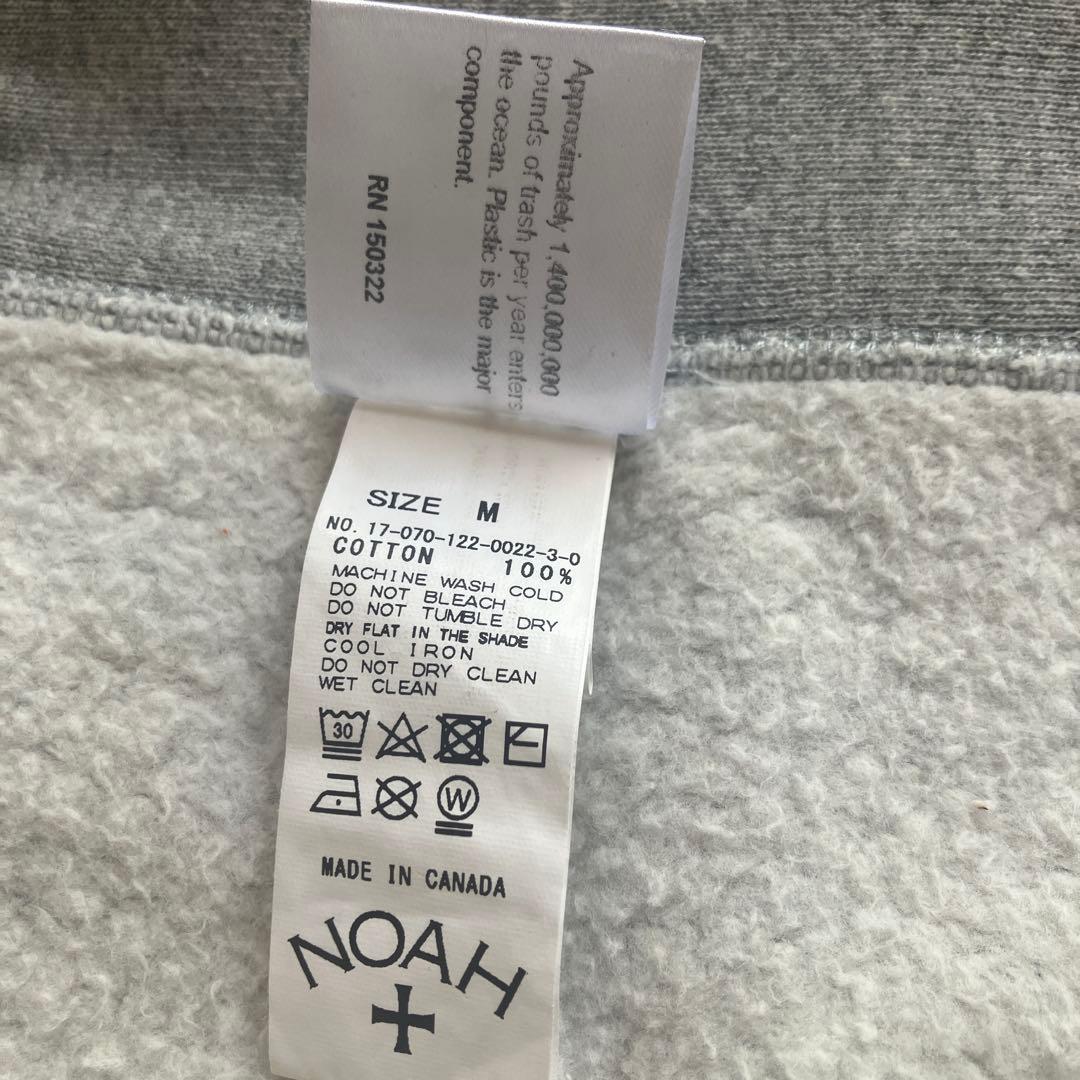 Approximately 1,400,000,000
pounds of trash per year enters
the ocean. Plastic is the major
component.
RN 150322
SIZE M
NO. 17-070-122-0022-3-0
COTTON 100%
MACHINE WASH COLD
DO NOT BLEACH
DO NOT TUMBLE DRY
DRY FLAT IN THE SHADE
COOL IRON
DO NOT DRY CLEAN
WET CLEAN
30
W
MADE IN CANADA
NOAH